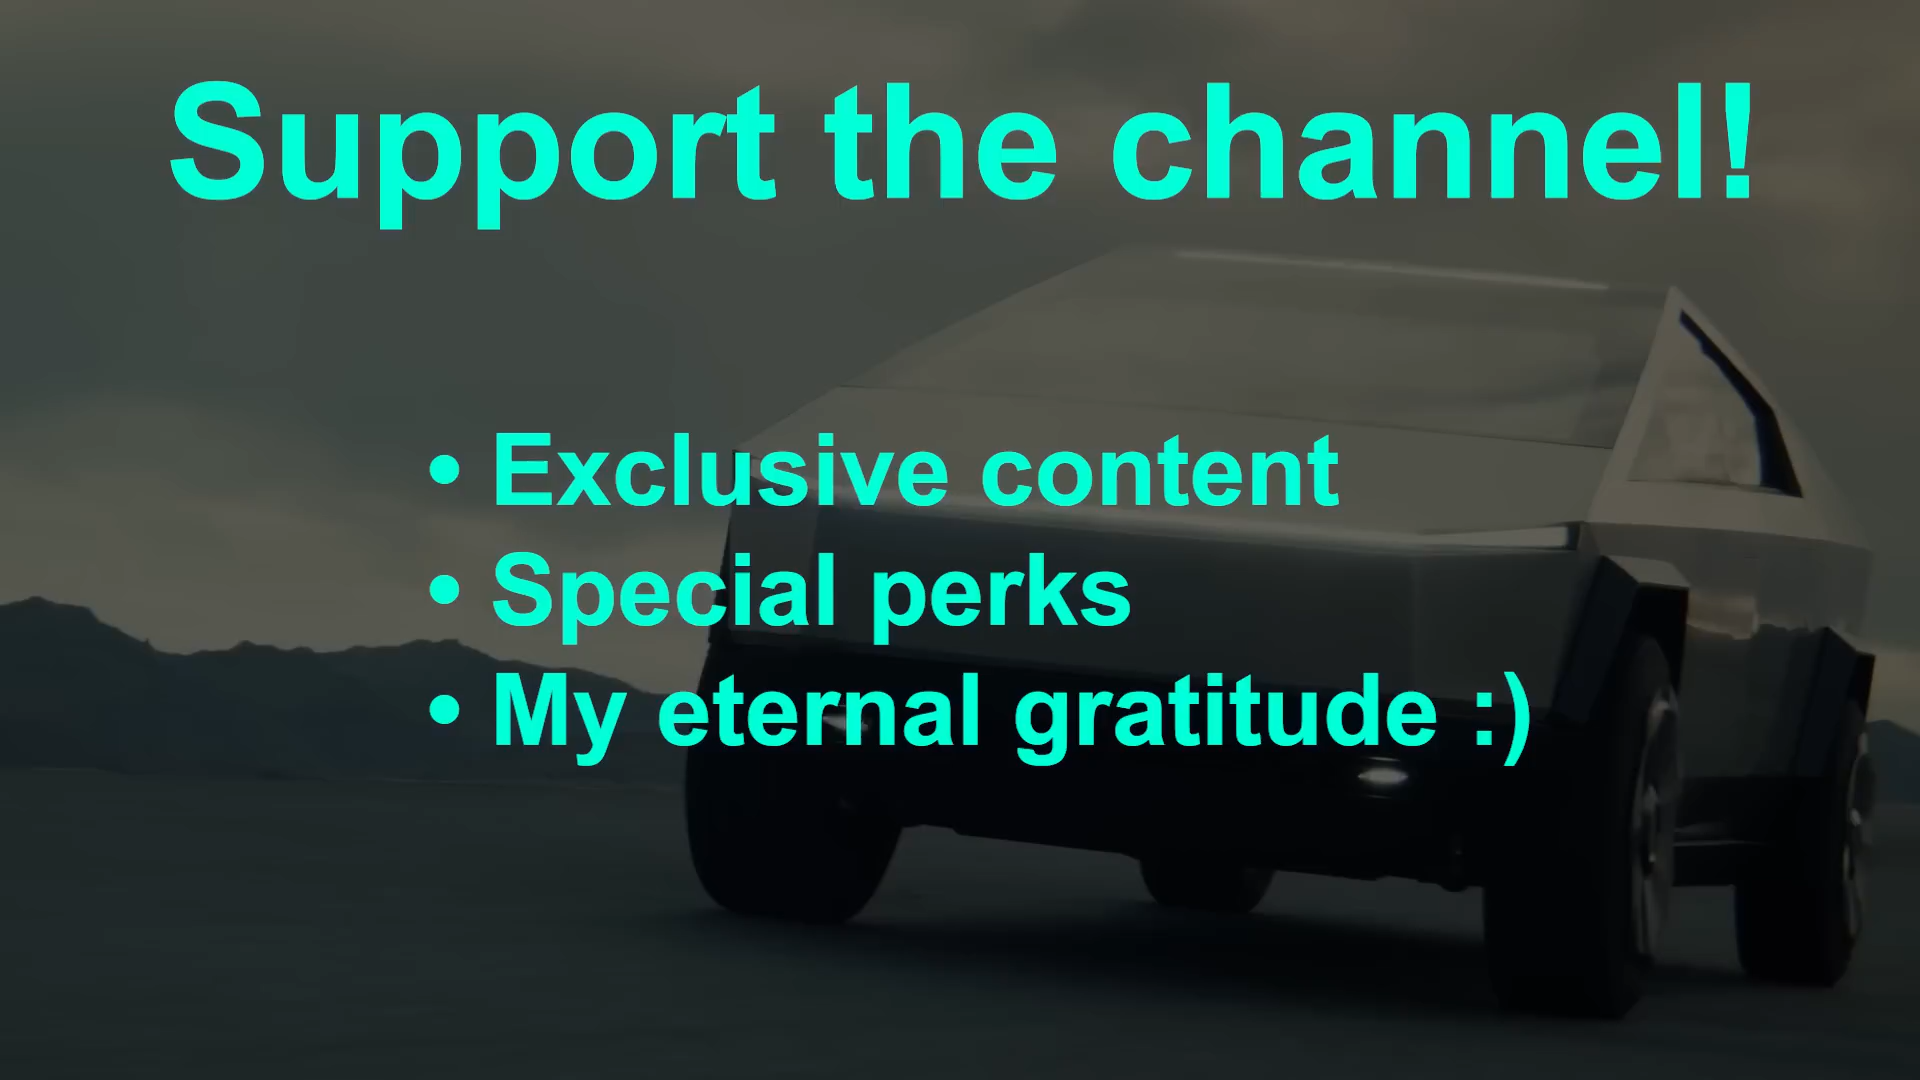 Support the channel!
• Exclusive content
• Special perks
• My eternal gratitude :)